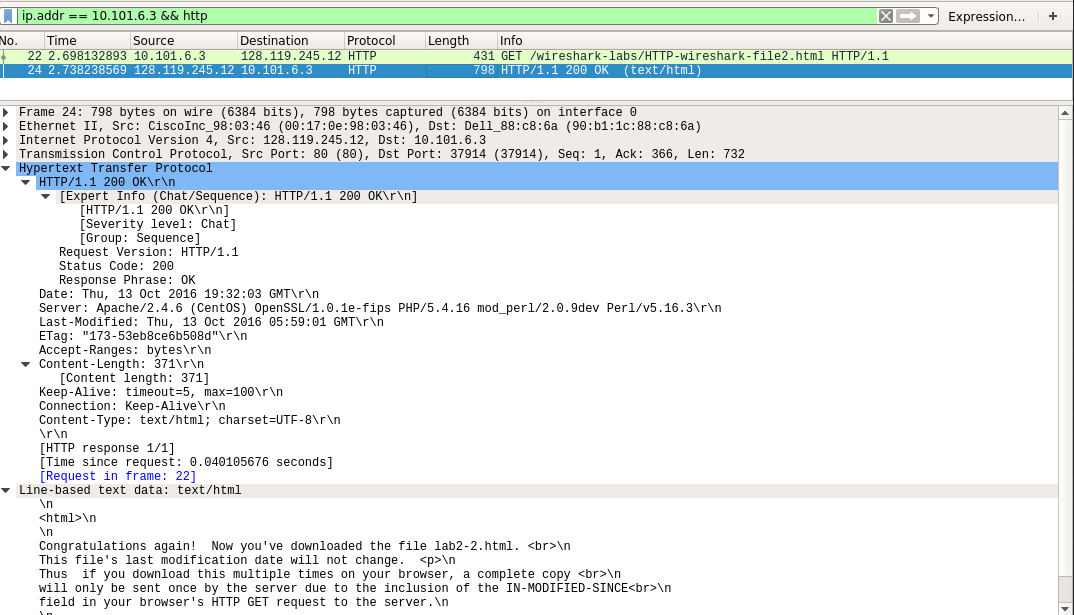 ip.addr == 10.101.6.3 && http Expression... +
No. Time Source Destination Protocol Length Info
22 2.698132893 10.101.6.3 128.119.245.12 HTTP 431 GET /wireshark-labs/HTTP-wireshark-file2.html HTTP/1.1
24 2.738238569 128.119.245.12 10.101.6.3 HTTP 798 HTTP/1.1 200 OK  (text/html)
Frame 24: 798 bytes on wire (6384 bits), 798 bytes captured (6384 bits) on interface 0
Ethernet II, Src: CiscoInc_98:03:46 (00:17:0e:98:03:46), Dst: Dell_88:c8:6a (90:b1:1c:88:c8:6a)
Internet Protocol Version 4, Src: 128.119.245.12, Dst: 10.101.6.3
Transmission Control Protocol, Src Port: 80 (80), Dst Port: 37914 (37914), Seq: 1, Ack: 366, Len: 732
Hypertext Transfer Protocol
HTTP/1.1 200 OK\r\n
[Expert Info (Chat/Sequence): HTTP/1.1 200 OK\r\n]
[HTTP/1.1 200 OK\r\n]
[Severity level: Chat]
[Group: Sequence]
Request Version: HTTP/1.1
Status Code: 200
Response Phrase: OK
Date: Thu, 13 Oct 2016 19:32:03 GMT\r\n
Server: Apache/2.4.6 (CentOS) OpenSSL/1.0.1e-fips PHP/5.4.16 mod_perl/2.0.9dev Perl/v5.16.3\r\n
Last-Modified: Thu, 13 Oct 2016 05:59:01 GMT\r\n
ETag: "173-53eb8ce6b508d"\r\n
Accept-Ranges: bytes\r\n
Content-Length: 371\r\n
[Content length: 371]
Keep-Alive: timeout=5, max=100\r\n
Connection: Keep-Alive\r\n
Content-Type: text/html; charset=UTF-8\r\n
\r\n
[HTTP response 1/1]
[Time since request: 0.040105676 seconds]
[Request in frame: 22]
Line-based text data: text/html
\n
<html>\n
\n
Congratulations again!  Now you've downloaded the file lab2-2.html. <br>\n
This file's last modification date will not change.  <p>\n
Thus  if you download this multiple times on your browser, a complete copy <br>\n
will only be sent once by the server due to the inclusion of the IN-MODIFIED-SINCE<br>\n
field in your browser's HTTP GET request to the server.\n
\n